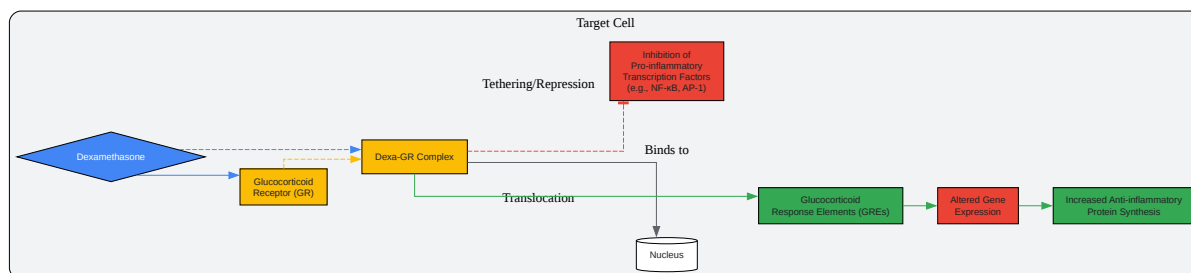 Target Cell
Inhibition of
Pro-inflammatory
Transcription Factors
(e.g., NF-κB, AP-1)
Tethering/Repression
Dexamethasone
Dexa-GR Complex
Binds to
Glucocorticoid
Receptor (GR)
Translocation
Glucocorticoid
Response Elements (GREs)
Altered Gene
Expression
Increased Anti-inflammatory
Protein Synthesis
Nucleus